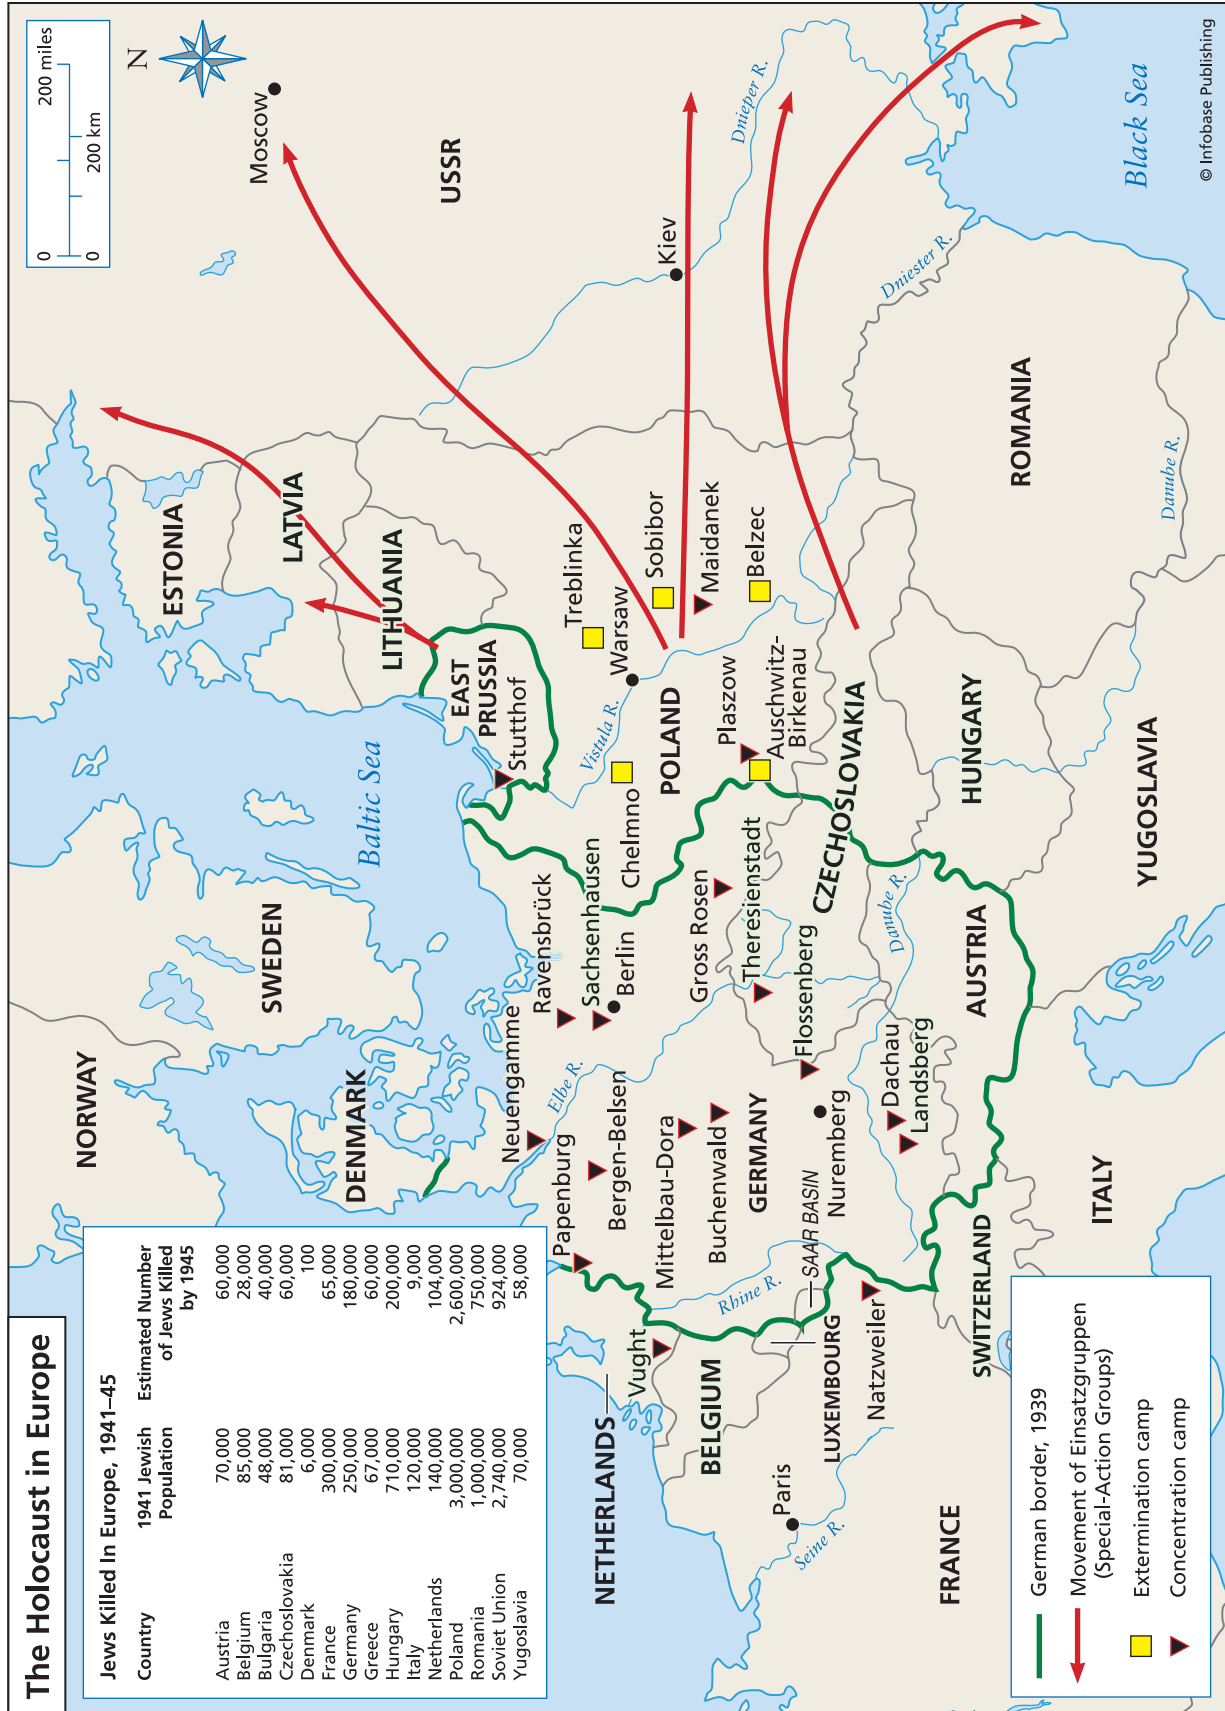 The Holocaust in Europe
Jews Killed In Europe, 1941–45
Country 1941 Jewish Population Estimated Number of Jews Killed by 1945
Austria 70,000 60,000
Belgium 85,000 28,000
Bulgaria 48,000 40,000
Czechoslovakia 81,000 60,000
Denmark 6,000 100
France 300,000 65,000
Germany 250,000 180,000
Greece 67,000 60,000
Hungary 710,000 200,000
Italy 120,000 9,000
Netherlands 140,000 104,000
Poland 3,000,000 2,600,000
Romania 1,000,000 750,000
Soviet Union 2,740,000 924,000
Yugoslavia 70,000 58,000
NORWAY
SWEDEN
DENMARK
Baltic Sea
ESTONIA
LATVIA
LITHUANIA
EAST
PRUSSIA
Stutthof
USSR
Moscow
Kiev
Dnieper R.
Dniester R.
Black Sea
0 200 miles
0 200 km
N
NETHERLANDS
Vught
BELGIUM
LUXEMBOURG
Paris
Seine R.
FRANCE
Natzweiler
SAAR BASIN
Rhine R.
Papenburg
Neuengamme
Elbe R.
Bergen-Belsen
Ravensbrück
Sachsenhausen
Berlin
Mittelbau-Dora
Buchenwald
GERMANY
Nuremberg
Flossenberg
Gross Rosen
Theresienstadt
Dachau
Landsberg
Danube R.
Chelmno
Vistula R.
Warsaw
Treblinka
Sobibor
Maidanek
Belzec
POLAND
Plaszow
Auschwitz-
Birkenau
CZECHOSLOVAKIA
AUSTRIA
SWITZERLAND
ITALY
HUNGARY
YUGOSLAVIA
ROMANIA
Danube R.
German border, 1939
Movement of Einsatzgruppen
(Special-Action Groups)
Extermination camp
Concentration camp
© Infobase Publishing